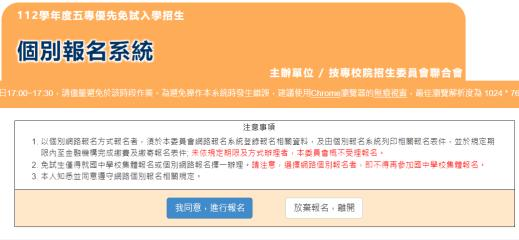 112學年度五專優先免試入學招生
個別報名系統
主辦單位 / 技專校院招生委員會聯合會
日17:00~17:30，請儘量避免於該時段作業。為避免操作本系統時發生錯誤，建議使用Chrome瀏覽器的無痕視窗，最佳瀏覽解析度為 1024 * 76
注意事項
1. 以個別網路報名方式報名者，須於本委員會網路報名系統登錄報名相關資料，及由個別報名系統列印相關報名表件，並於規定期
限內至金融機構完成繳費及繳寄報名表件, 未依規定期限及方式辦理者，本委員會概不受理報名。
2. 免試生僅得就國中學校集體報名或個別網路報名擇一辦理。請注意，選擇網路個別報名者，即不得再參加國中學校集體報名。
3. 本人知悉並同意遵守網路個別報名相關規定。
我同意，進行報名
放棄報名，離開